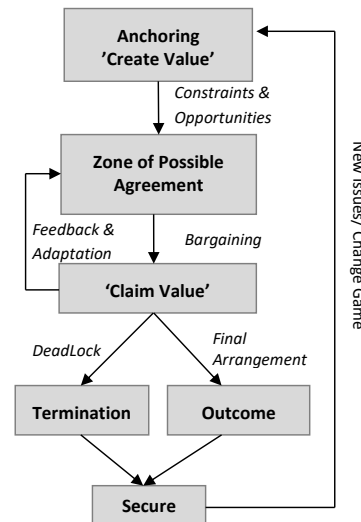 Anchoring
’Create Value’
Constraints &
Opportunities
Zone of Possible
Agreement
Feedback &
Adaptation
Bargaining
‘Claim Value’
DeadLock
Final
Arrangement
Termination
Outcome
Secure
New Issues/ Change Game